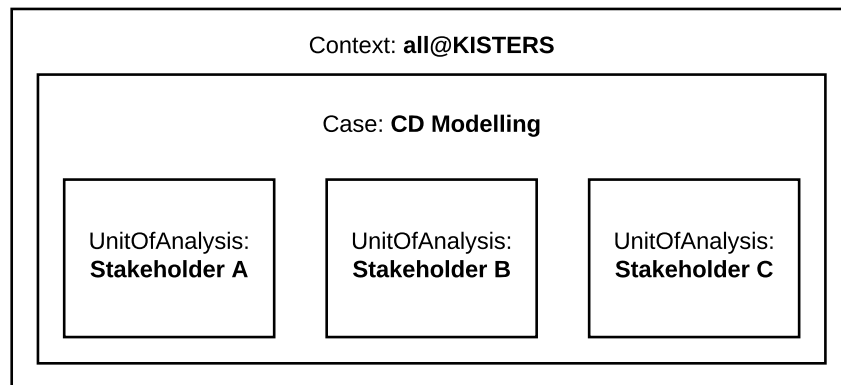 Context: all@KISTERS
Case: CD Modelling
UnitOfAnalysis:
Stakeholder A
UnitOfAnalysis:
Stakeholder B
UnitOfAnalysis:
Stakeholder C